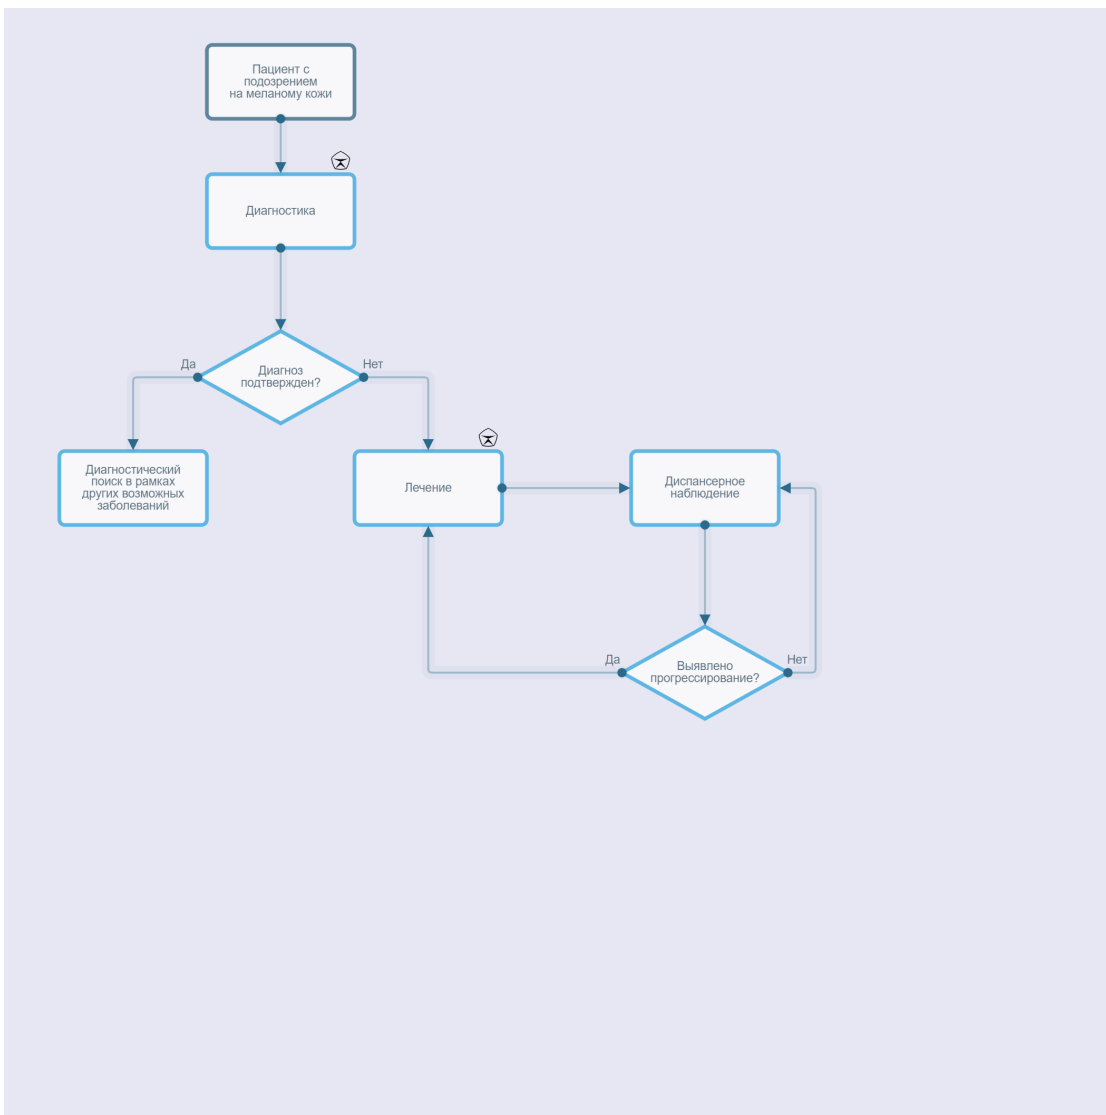 Пациент с
подозрением
на меланому кожи
Диагностика
Диагноз
подтвержден?
Да
Нет
Диагностический
поиск в рамках
других возможных
заболеваний
Лечение
Диспансерное
наблюдение
Выявлено
прогрессирование?
Да
Нет